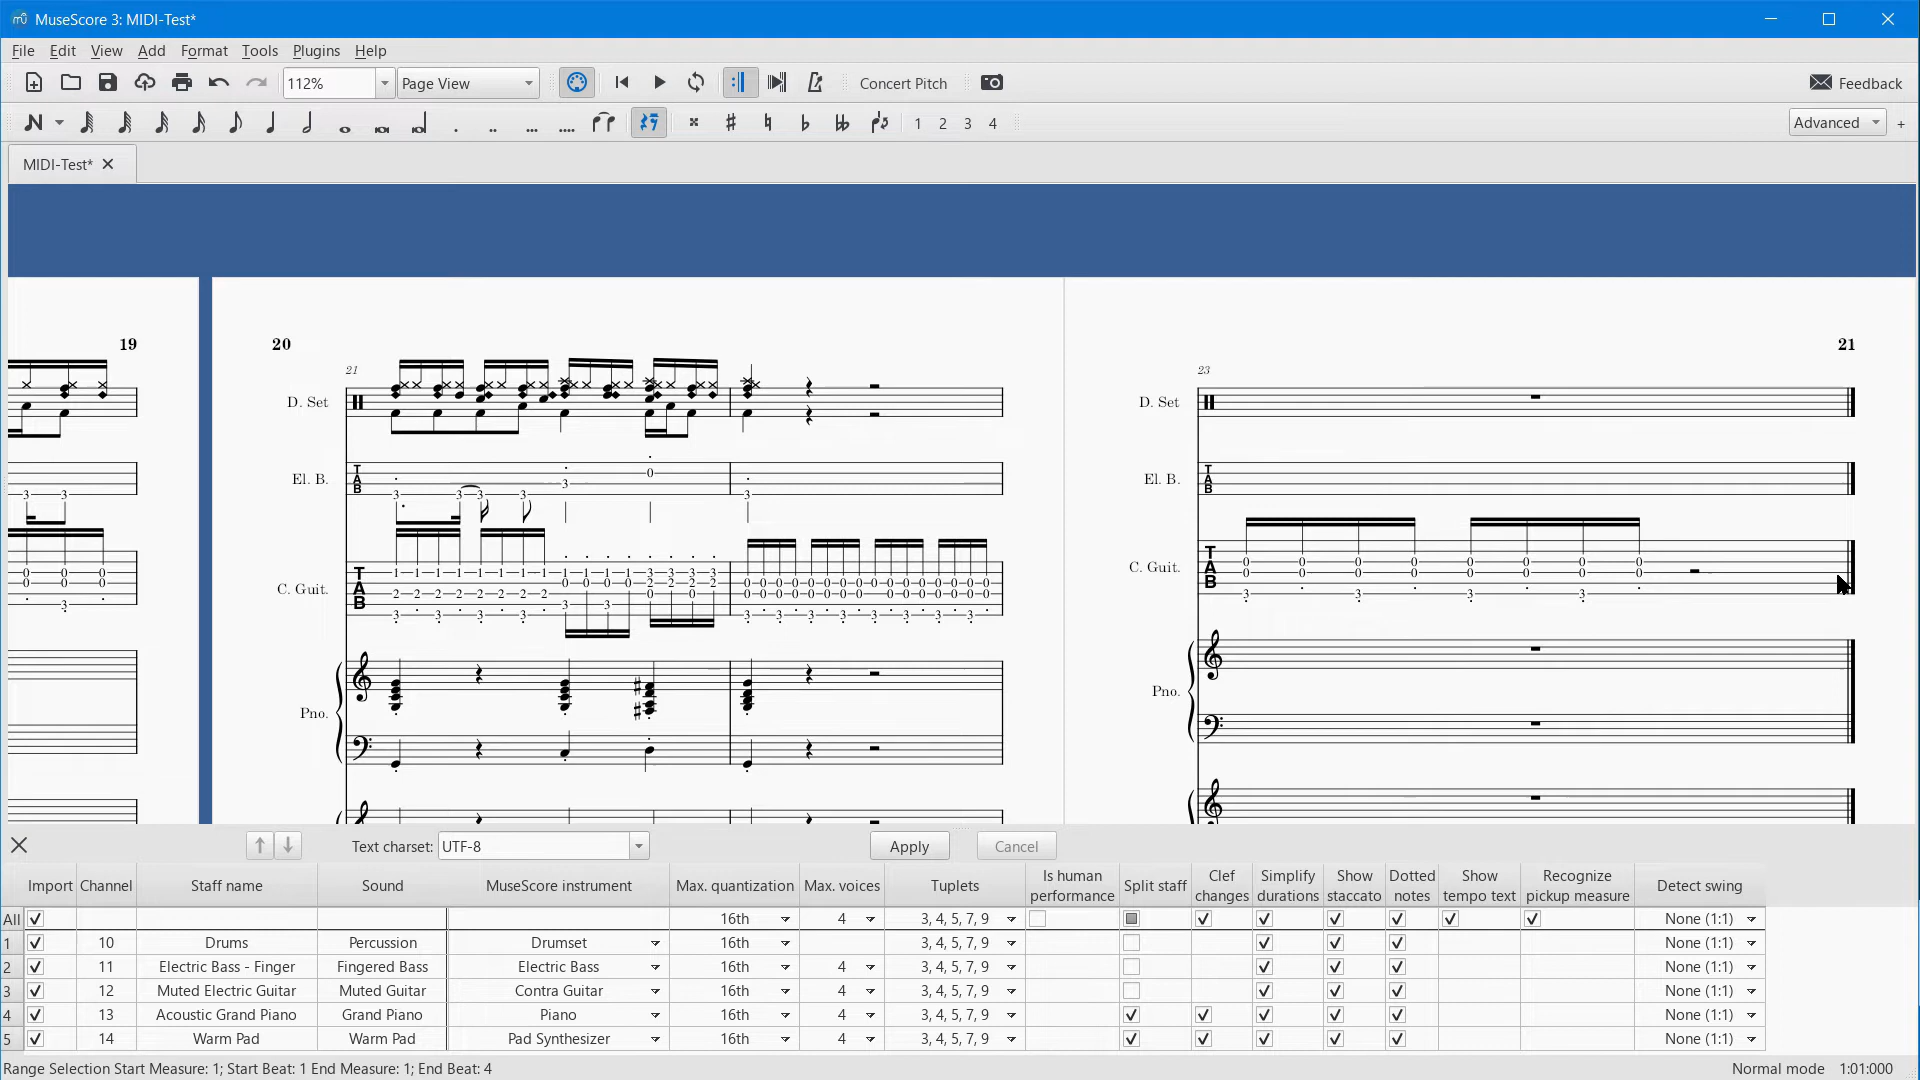 MuseScore 3: MIDI-Test*
File Edit View Add Format Tools Plugins Help
112% Page View Concert Pitch Feedback
1 2 3 4 Advanced +
MIDI-Test*
19 20 21
21 23
D. Set D. Set
El. B. El. B.
C. Guit. C. Guit.
Pno. Pno.
Text charset: UTF-8 Apply Cancel
Import Channel Staff name Sound MuseScore instrument Max. quantization Max. voices Tuplets Is human performance Split staff Clef changes Simplify durations Show staccato Dotted notes Show tempo text Recognize pickup measure Detect swing
All 16th 4 3, 4, 5, 7, 9 None (1:1)
1 10 Drums Percussion Drumset 16th 3, 4, 5, 7, 9 None (1:1)
2 11 Electric Bass - Finger Fingered Bass Electric Bass 16th 4 3, 4, 5, 7, 9 None (1:1)
3 12 Muted Electric Guitar Muted Guitar Contra Guitar 16th 4 3, 4, 5, 7, 9 None (1:1)
4 13 Acoustic Grand Piano Grand Piano Piano 16th 4 3, 4, 5, 7, 9 None (1:1)
5 14 Warm Pad Warm Pad Pad Synthesizer 16th 4 3, 4, 5, 7, 9 None (1:1)
Range Selection Start Measure: 1; Start Beat: 1 End Measure: 1; End Beat: 4 Normal mode 1:01:000